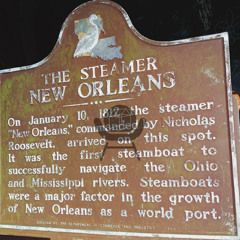 THE STEAMER
NEW ORLEANS
On January 10, 1812, the steamer
"New Orleans," commanded by Nicholas
Roosevelt, arrived on this spot.
It was the first steamboat to
successfully navigate the Ohio
and Mississippi rivers. Steamboats
were a major factor in the growth
of New Orleans as a world port.